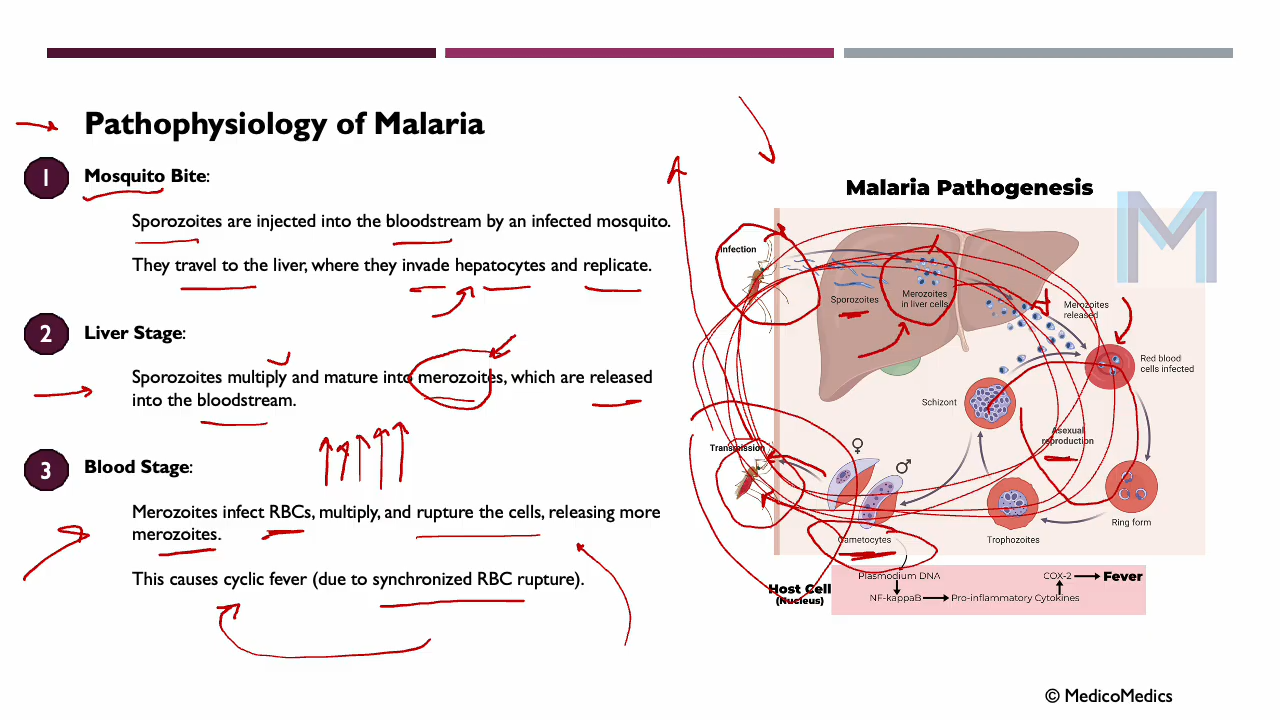 Pathophysiology of Malaria
1
Mosquito Bite:
Sporozoites are injected into the bloodstream by an infected mosquito.
They travel to the liver, where they invade hepatocytes and replicate.
2
Liver Stage:
Sporozoites multiply and mature into merozoites, which are released
into the bloodstream.
3
Blood Stage:
Merozoites infect RBCs, multiply, and rupture the cells, releasing more
merozoites.
This causes cyclic fever (due to synchronized RBC rupture).
Malaria Pathogenesis
M
Infection
Sporozoites
Merozoites
in liver cells
Merozoites
released
Red blood
cells infected
Schizont
Asexual
reproduction
Transmission
♀
♂
Ring form
Gametocytes
Trophozoites
Host Cell
(Nucleus)
Plasmodium DNA
NF-kappaB
Pro-inflammatory Cytokines
COX-2
Fever
© MedicoMedics